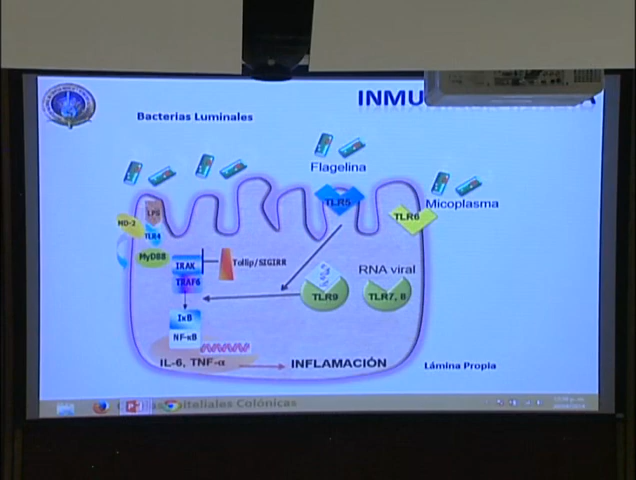 INMU
Bacterias Luminales
Flagelina
TLR5
Micoplasma
TLR6
MD-2
LPS
TLR4
MyD88
IRAK
Tollip/SIGIRR
TRAF6
RNA viral
TLR9
TLR7, 8
IκB
NF-κB
IL-6, TNF-α
INFLAMACIÓN
Lámina Propia
iteliales Colónicas